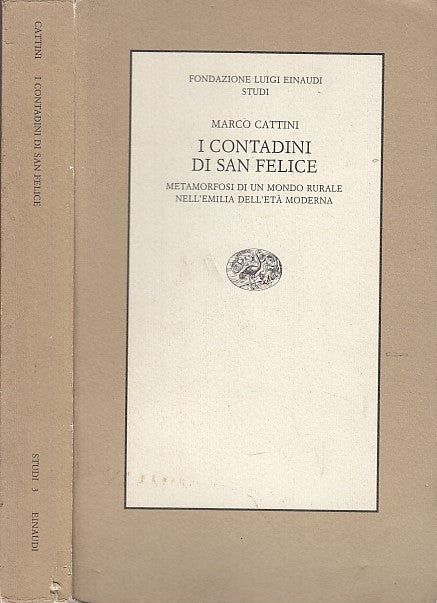 CATTINI
I CONTADINI DI SAN FELICE
STUDI 3
EINAUDI
FONDAZIONE LUIGI EINAUDI
STUDI
MARCO CATTINI
I CONTADINI
DI SAN FELICE
METAMORFOSI DI UN MONDO RURALE
NELL'EMILIA DELL'ETÀ MODERNA